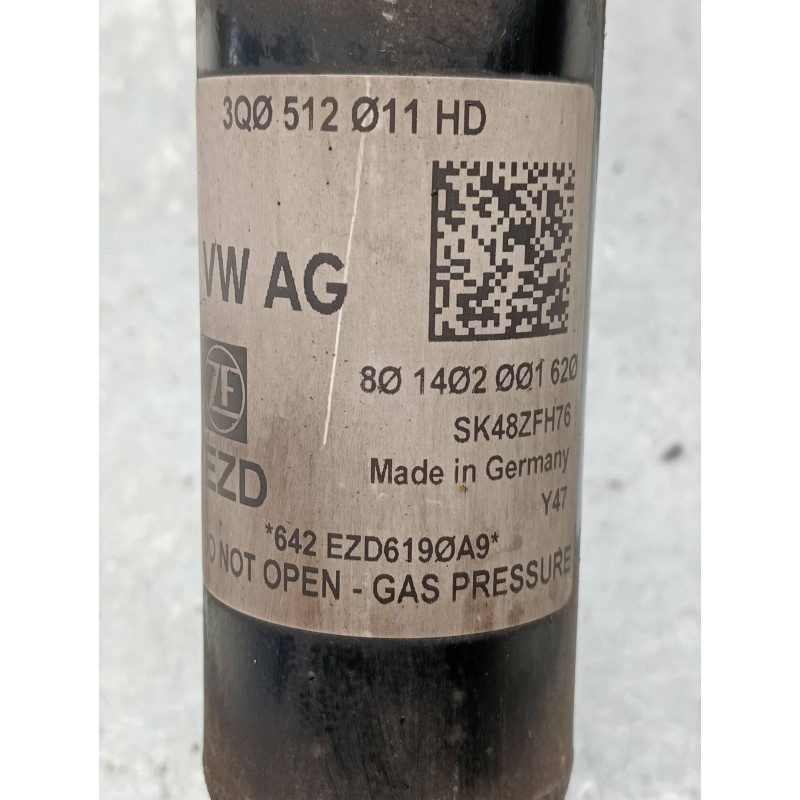 3QØ 512 Ø11 HD
VW AG
ZF
8Ø 14Ø2 ØØ1 62Ø
SK48ZFH76
EZD
Made in Germany
Y47
*642 EZD619ØA9*
DO NOT OPEN - GAS PRESSURE